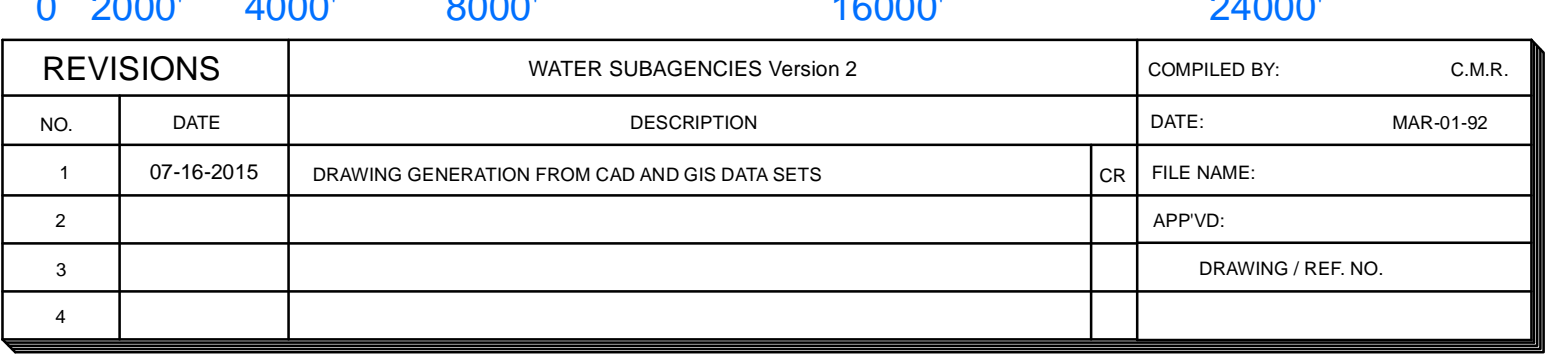 0 2000' 4000' 8000' 16000' 24000'
REVISIONS WATER SUBAGENCIES Version 2 COMPILED BY: C.M.R.
NO. DATE DESCRIPTION DATE: MAR-01-92
1 07-16-2015 DRAWING GENERATION FROM CAD AND GIS DATA SETS CR FILE NAME:
2 APP'VD:
3 DRAWING / REF. NO.
4